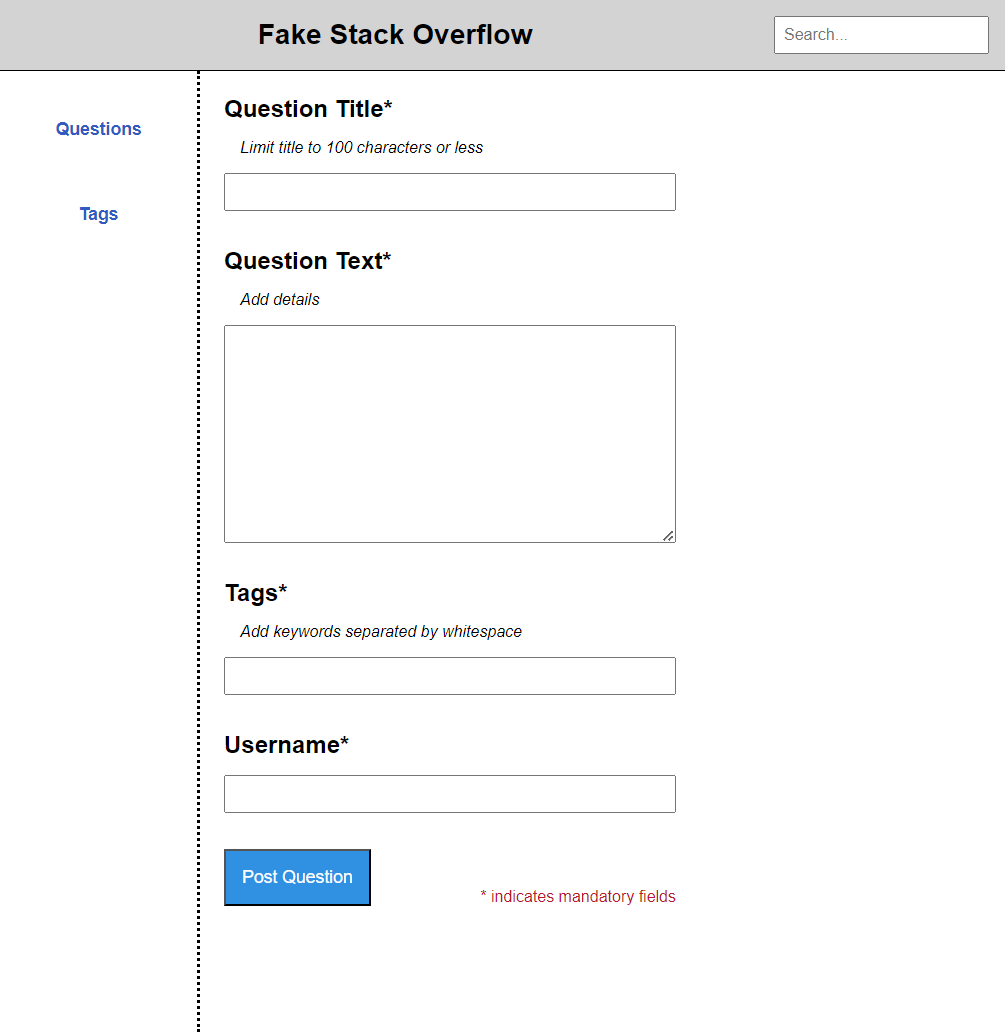 Fake Stack Overflow
Search...
Questions
Tags
Question Title*
Limit title to 100 characters or less
Question Text*
Add details
Tags*
Add keywords separated by whitespace
Username*
Post Question
* indicates mandatory fields